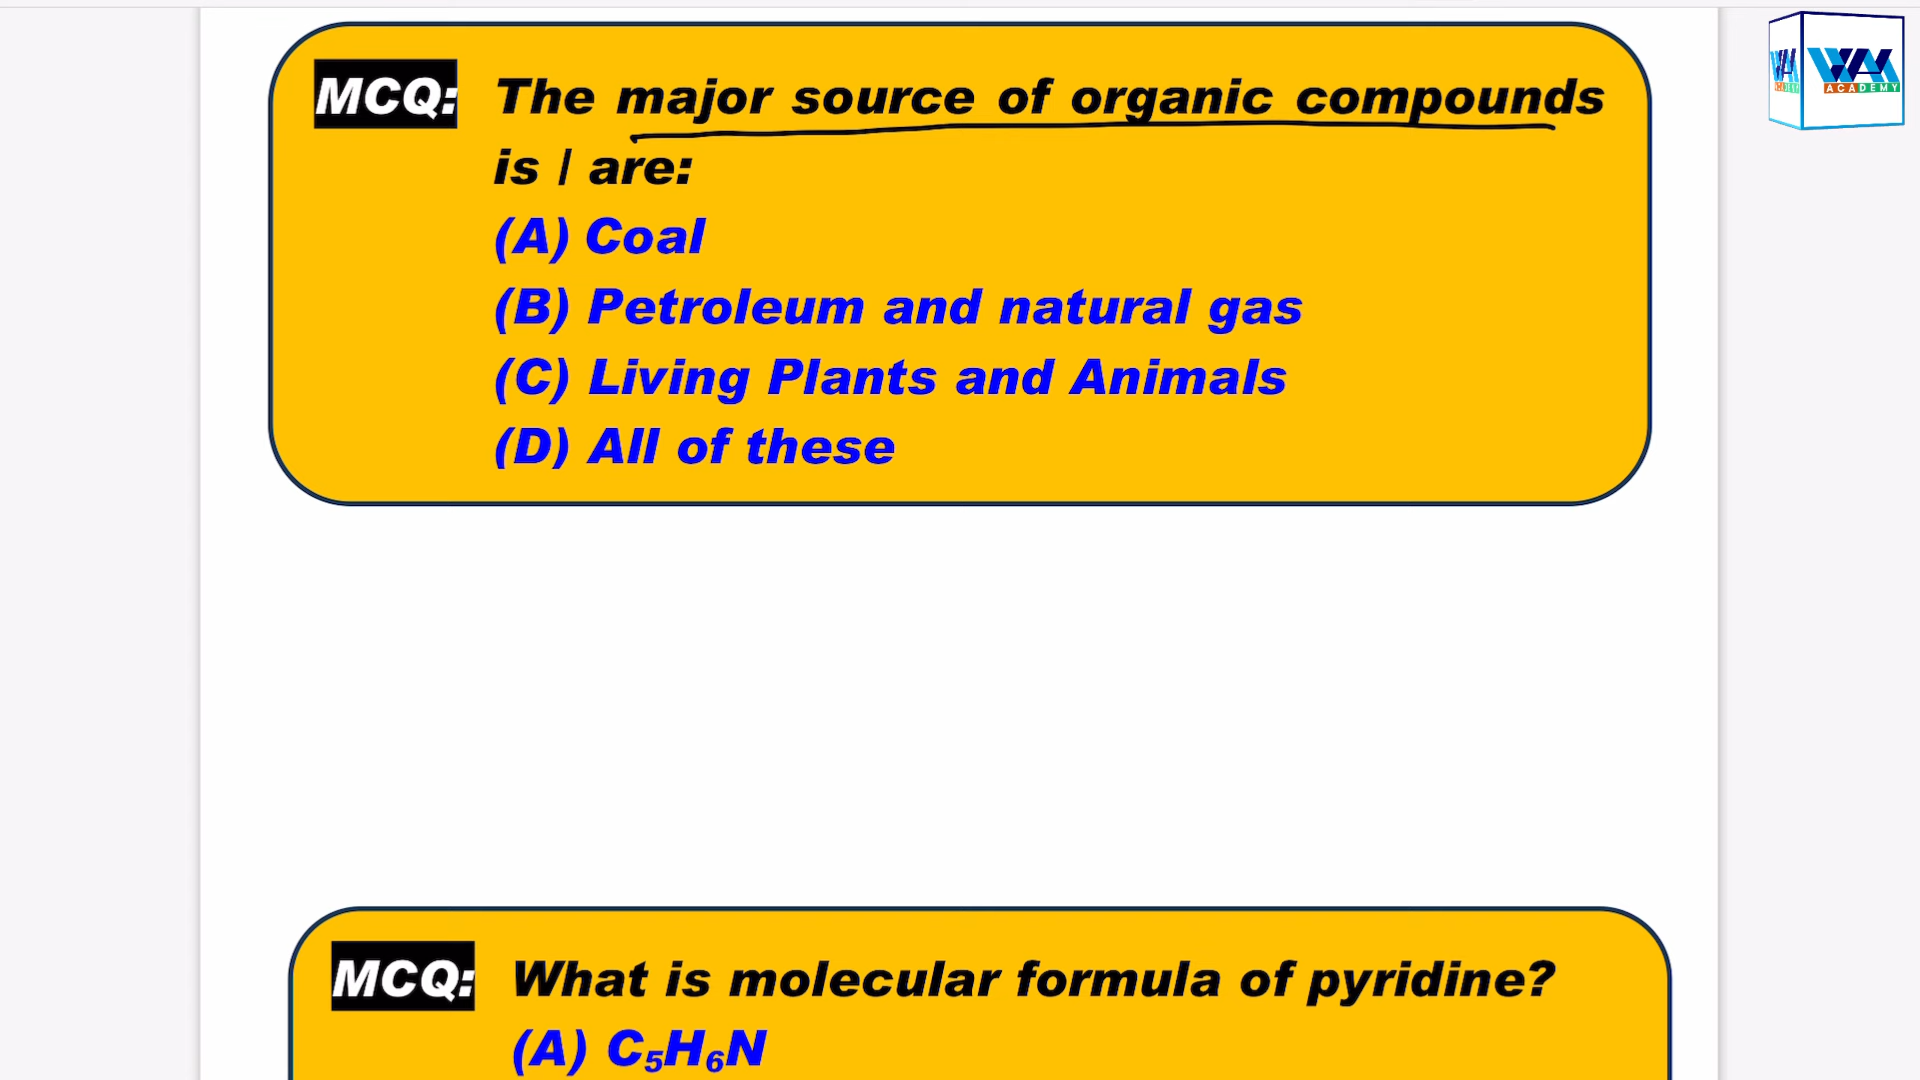 MCQ: The major source of organic compounds
is / are:
(A) Coal
(B) Petroleum and natural gas
(C) Living Plants and Animals
(D) All of these
MCQ: What is molecular formula of pyridine?
(A) C₅H₆N
WM
ACADEMY